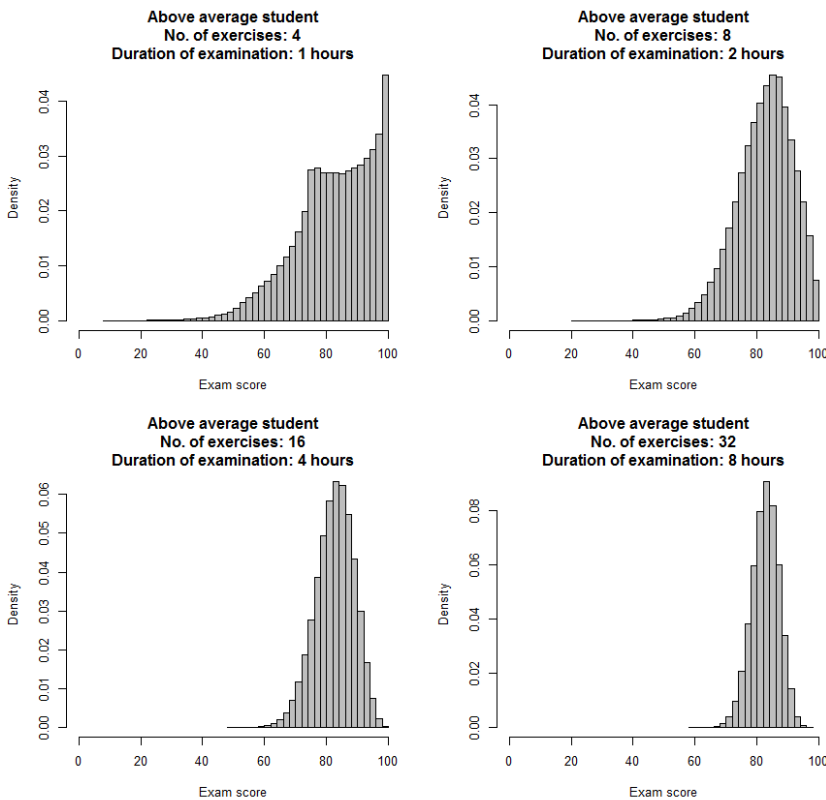 Above average student
No. of exercises: 4
Duration of examination: 1 hours
Density
0.04
0.03
0.02
0.01
0.00
0 20 40 60 80 100
Exam score
Above average student
No. of exercises: 8
Duration of examination: 2 hours
Density
0.04
0.03
0.02
0.01
0.00
0 20 40 60 80 100
Exam score
Above average student
No. of exercises: 16
Duration of examination: 4 hours
Density
0.06
0.05
0.04
0.03
0.02
0.01
0.00
0 20 40 60 80 100
Exam score
Above average student
No. of exercises: 32
Duration of examination: 8 hours
Density
0.08
0.06
0.04
0.02
0.00
0 20 40 60 80 100
Exam score